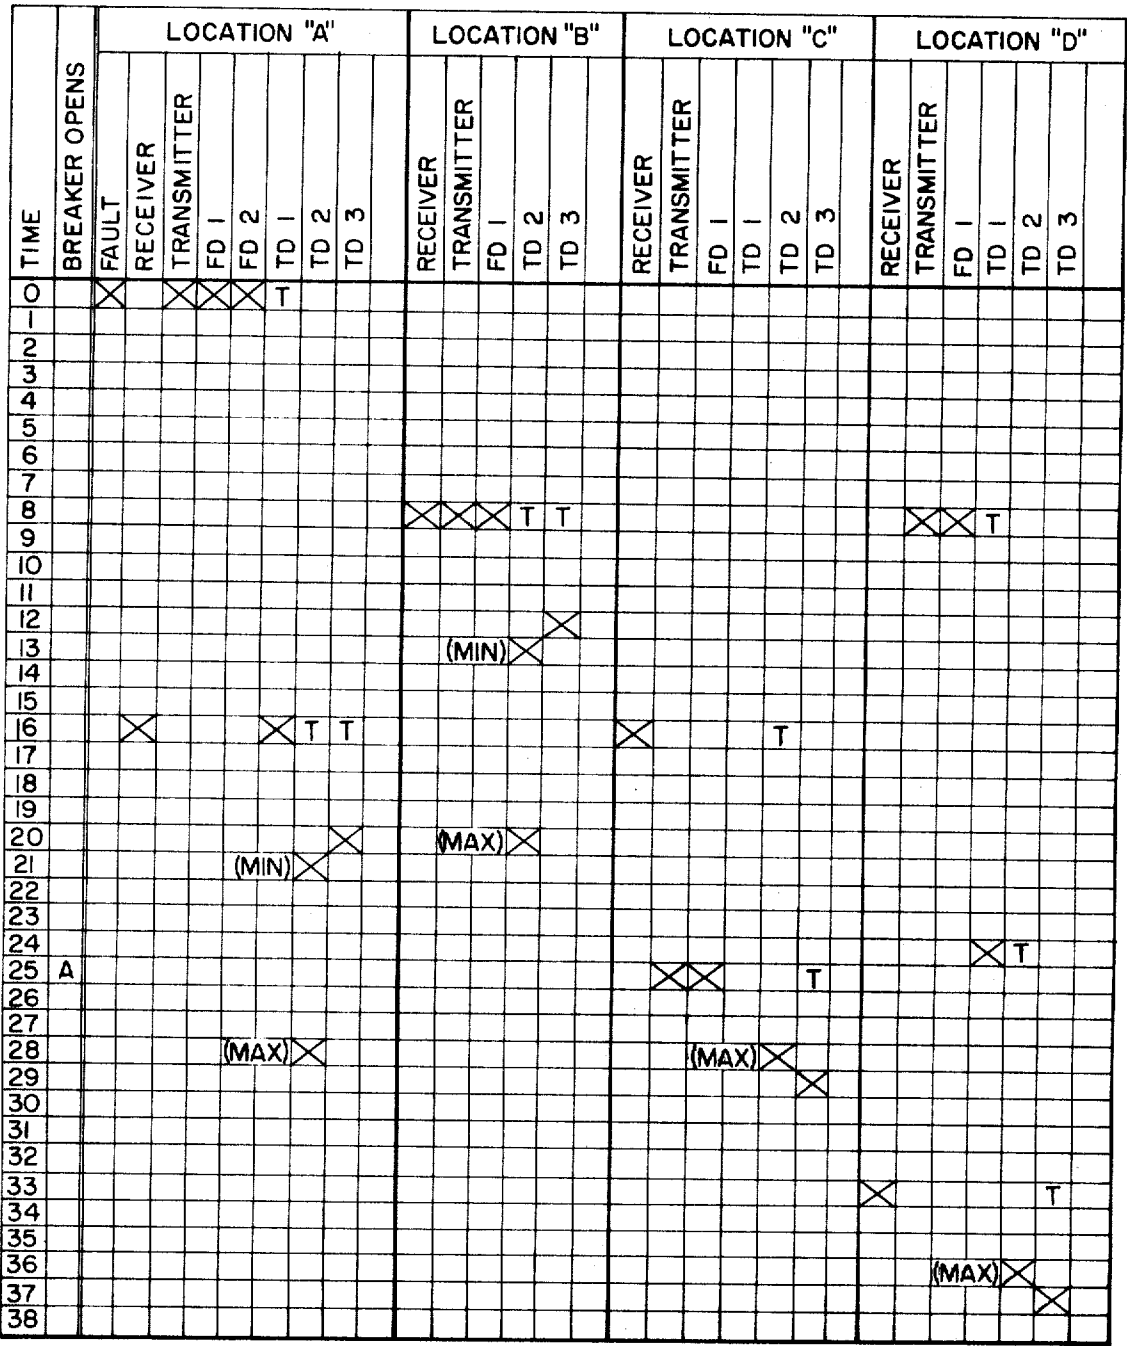 LOCATION "A" LOCATION "B" LOCATION "C" LOCATION "D"
TIME BREAKER OPENS FAULT RECEIVER TRANSMITTER FD 1 FD 2 TD 1 TD 2 TD 3 RECEIVER TRANSMITTER FD 1 TD 2 TD 3 RECEIVER TRANSMITTER FD 1 TD 1 TD 2 TD 3 RECEIVER TRANSMITTER FD 1 TD 1 TD 2 TD 3
0 T
1
2
3
4
5
6
7
8 T T T
9
10
11
12
13 (MIN)
14
15
16 T T T
17
18
19
20 (MAX)
21 (MIN)
22
23
24 T
25 A T
26
27
28 (MAX) (MAX)
29
30
31
32
33 T
34
35
36 (MAX)
37
38